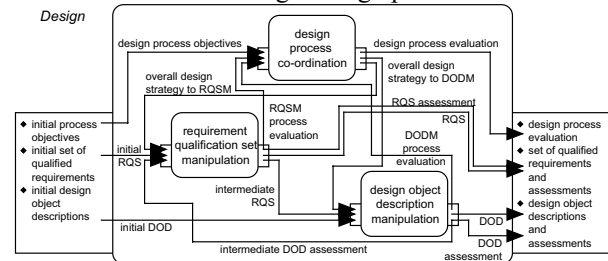 Design
design
process
co-ordination
design process objectives
design process evaluation
overall design
strategy to RQSM
overall design
strategy to DODM
RQSM
process
evaluation
RQS assessment
RQS
◆ initial process
objectives
◆ initial set of
qualified
requirements
◆ initial design
object
descriptions
initial
RQS
requirement
qualification set
manipulation
DODM
process
evaluation
intermediate
RQS
design object
description
manipulation
initial DOD
intermediate DOD assessment
DOD
DOD
assessment
◆ design process
evaluation
◆ set of qualified
requirements
and
assessments
◆ design object
descriptions
and
assessments